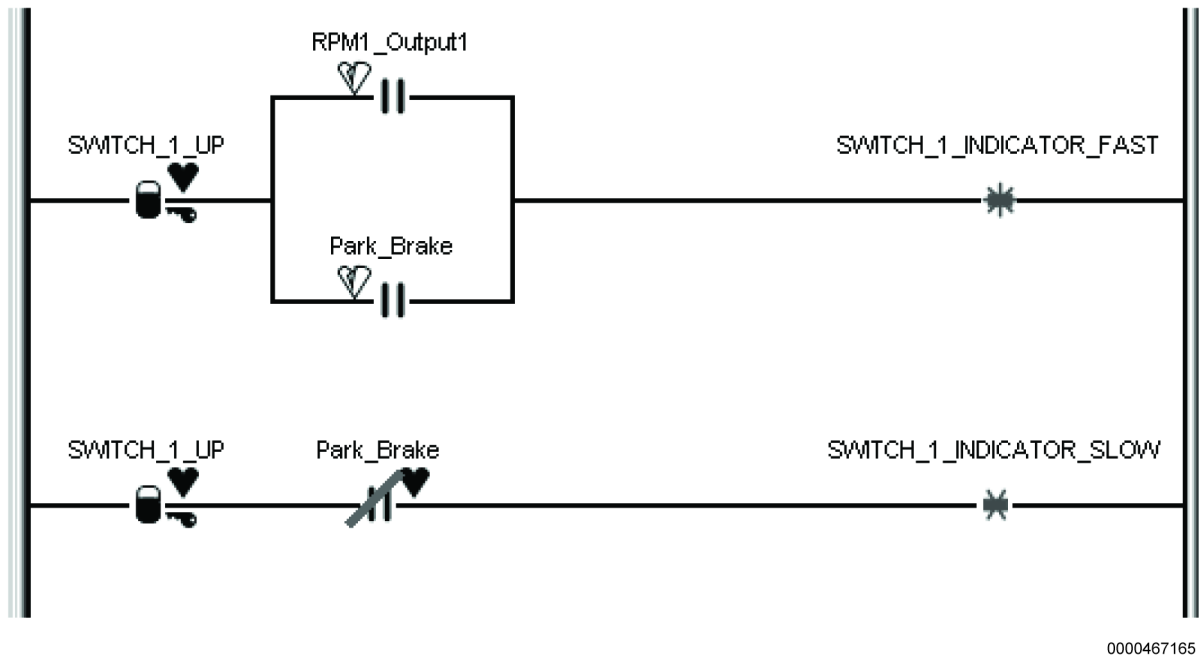 RPM1_Output1
SWITCH_1_UP
SWITCH_1_INDICATOR_FAST
Park_Brake
SWITCH_1_UP
Park_Brake
SWITCH_1_INDICATOR_SLOW
0000467165